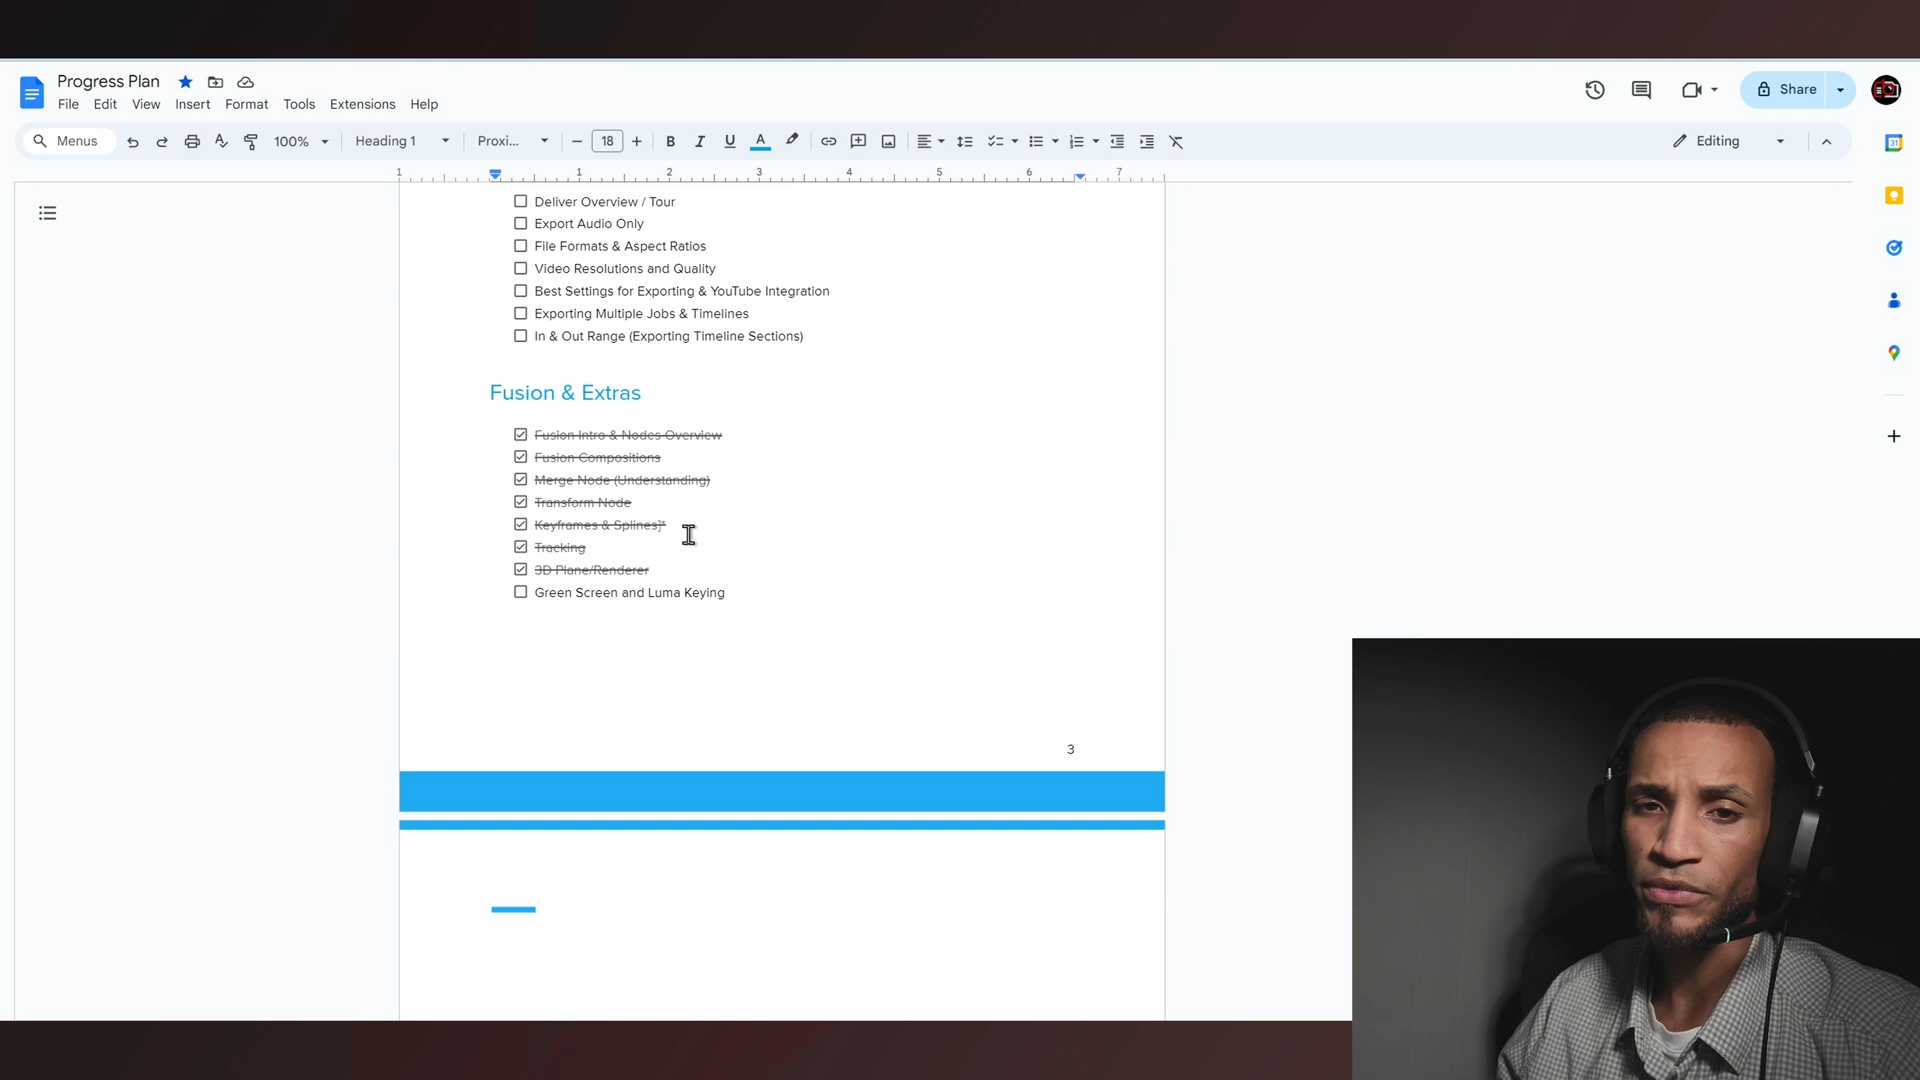 Progress Plan
File Edit View Insert Format Tools Extensions Help
Share
Menus 100% Heading 1 Proxi... 18 B I U A Editing
31
1 1 2 3 4 5 6 7
Deliver Overview / Tour
Export Audio Only
File Formats & Aspect Ratios
Video Resolutions and Quality
Best Settings for Exporting & YouTube Integration
Exporting Multiple Jobs & Timelines
In & Out Range (Exporting Timeline Sections)
Fusion & Extras
Fusion Intro & Nodes Overview
Fusion Compositions
Merge Node (Understanding)
Transform Node
Keyframes & Splines]*
Tracking
3D Plane/Renderer
Green Screen and Luma Keying
3